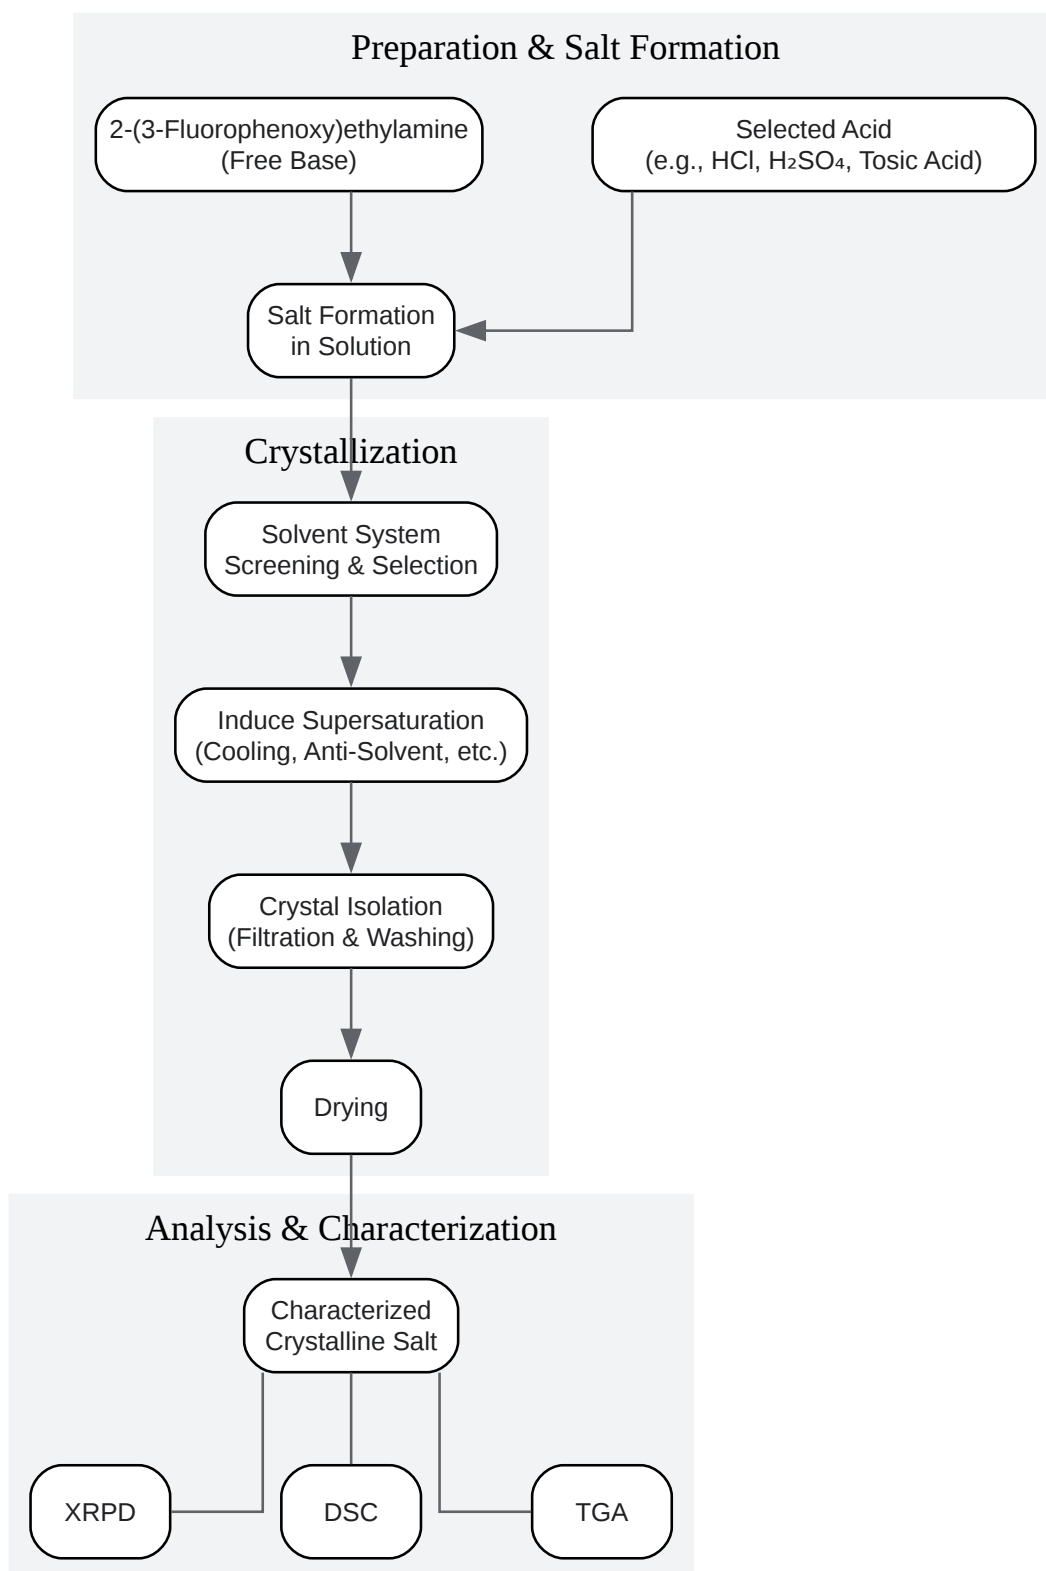 Preparation & Salt Formation
2-(3-Fluorophenoxy)ethylamine
(Free Base)
Selected Acid
(e.g., HCl, H₂SO₄, Tosic Acid)
Salt Formation
in Solution
Crystallization
Solvent System
Screening & Selection
Induce Supersaturation
(Cooling, Anti-Solvent, etc.)
Crystal Isolation
(Filtration & Washing)
Drying
Analysis & Characterization
Characterized
Crystalline Salt
XRPD
DSC
TGA